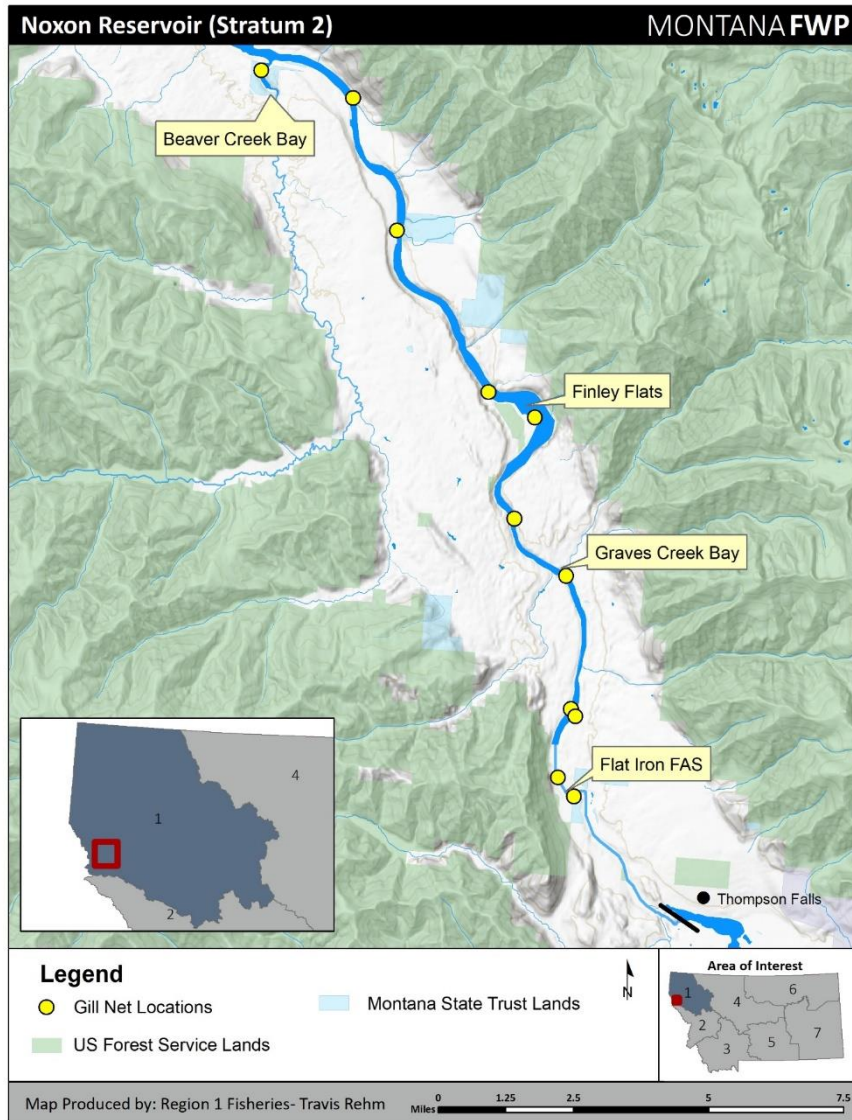 Noxon Reservoir (Stratum 2)
MONTANA FWP
Beaver Creek Bay
Finley Flats
Graves Creek Bay
Flat Iron FAS
Thompson Falls
4
1
2
Legend
Gill Net Locations
Montana State Trust Lands
US Forest Service Lands
N
Area of Interest
1
4
6
2
7
3
5
Map Produced by: Region 1 Fisheries- Travis Rehm
Miles
0
1.25
2.5
5
7.5